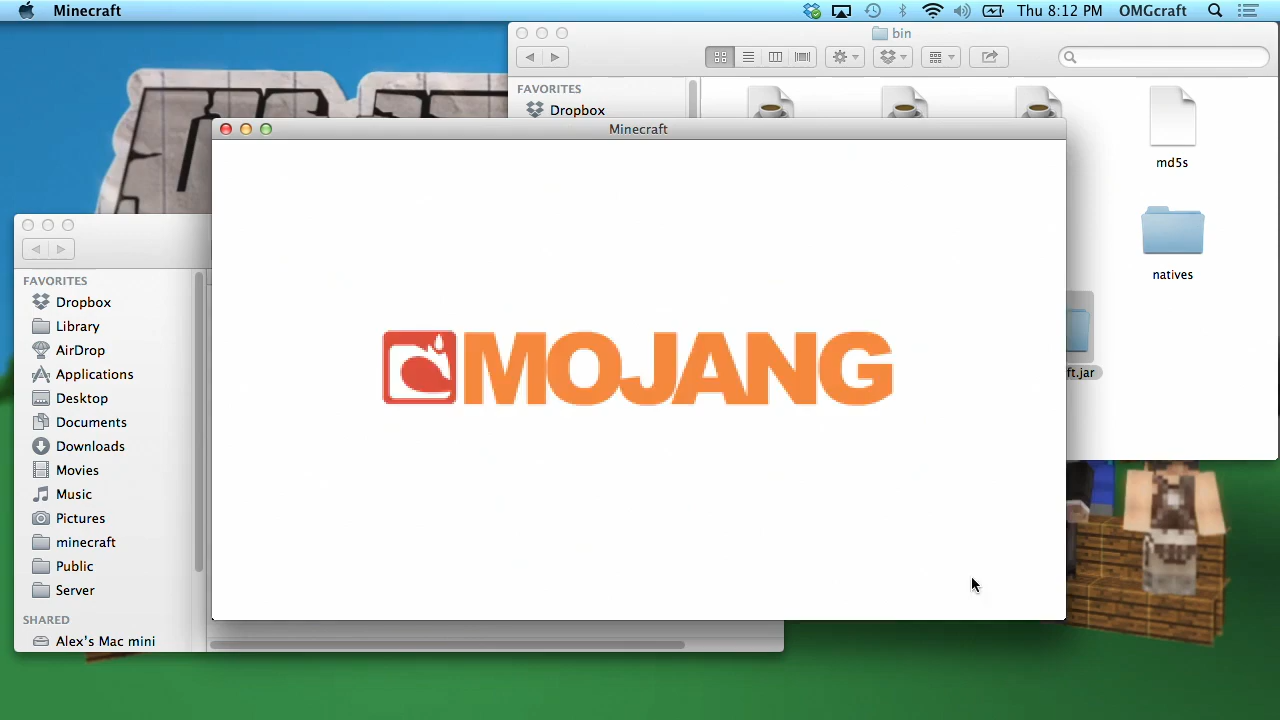 Minecraft
Thu 8:12 PM
OMGcraft
bin
FAVORITES
Dropbox
md5s
natives
ft.jar
Minecraft
MOJANG
FAVORITES
Dropbox
Library
AirDrop
Applications
Desktop
Documents
Downloads
Movies
Music
Pictures
minecraft
Public
Server
SHARED
Alex's Mac mini